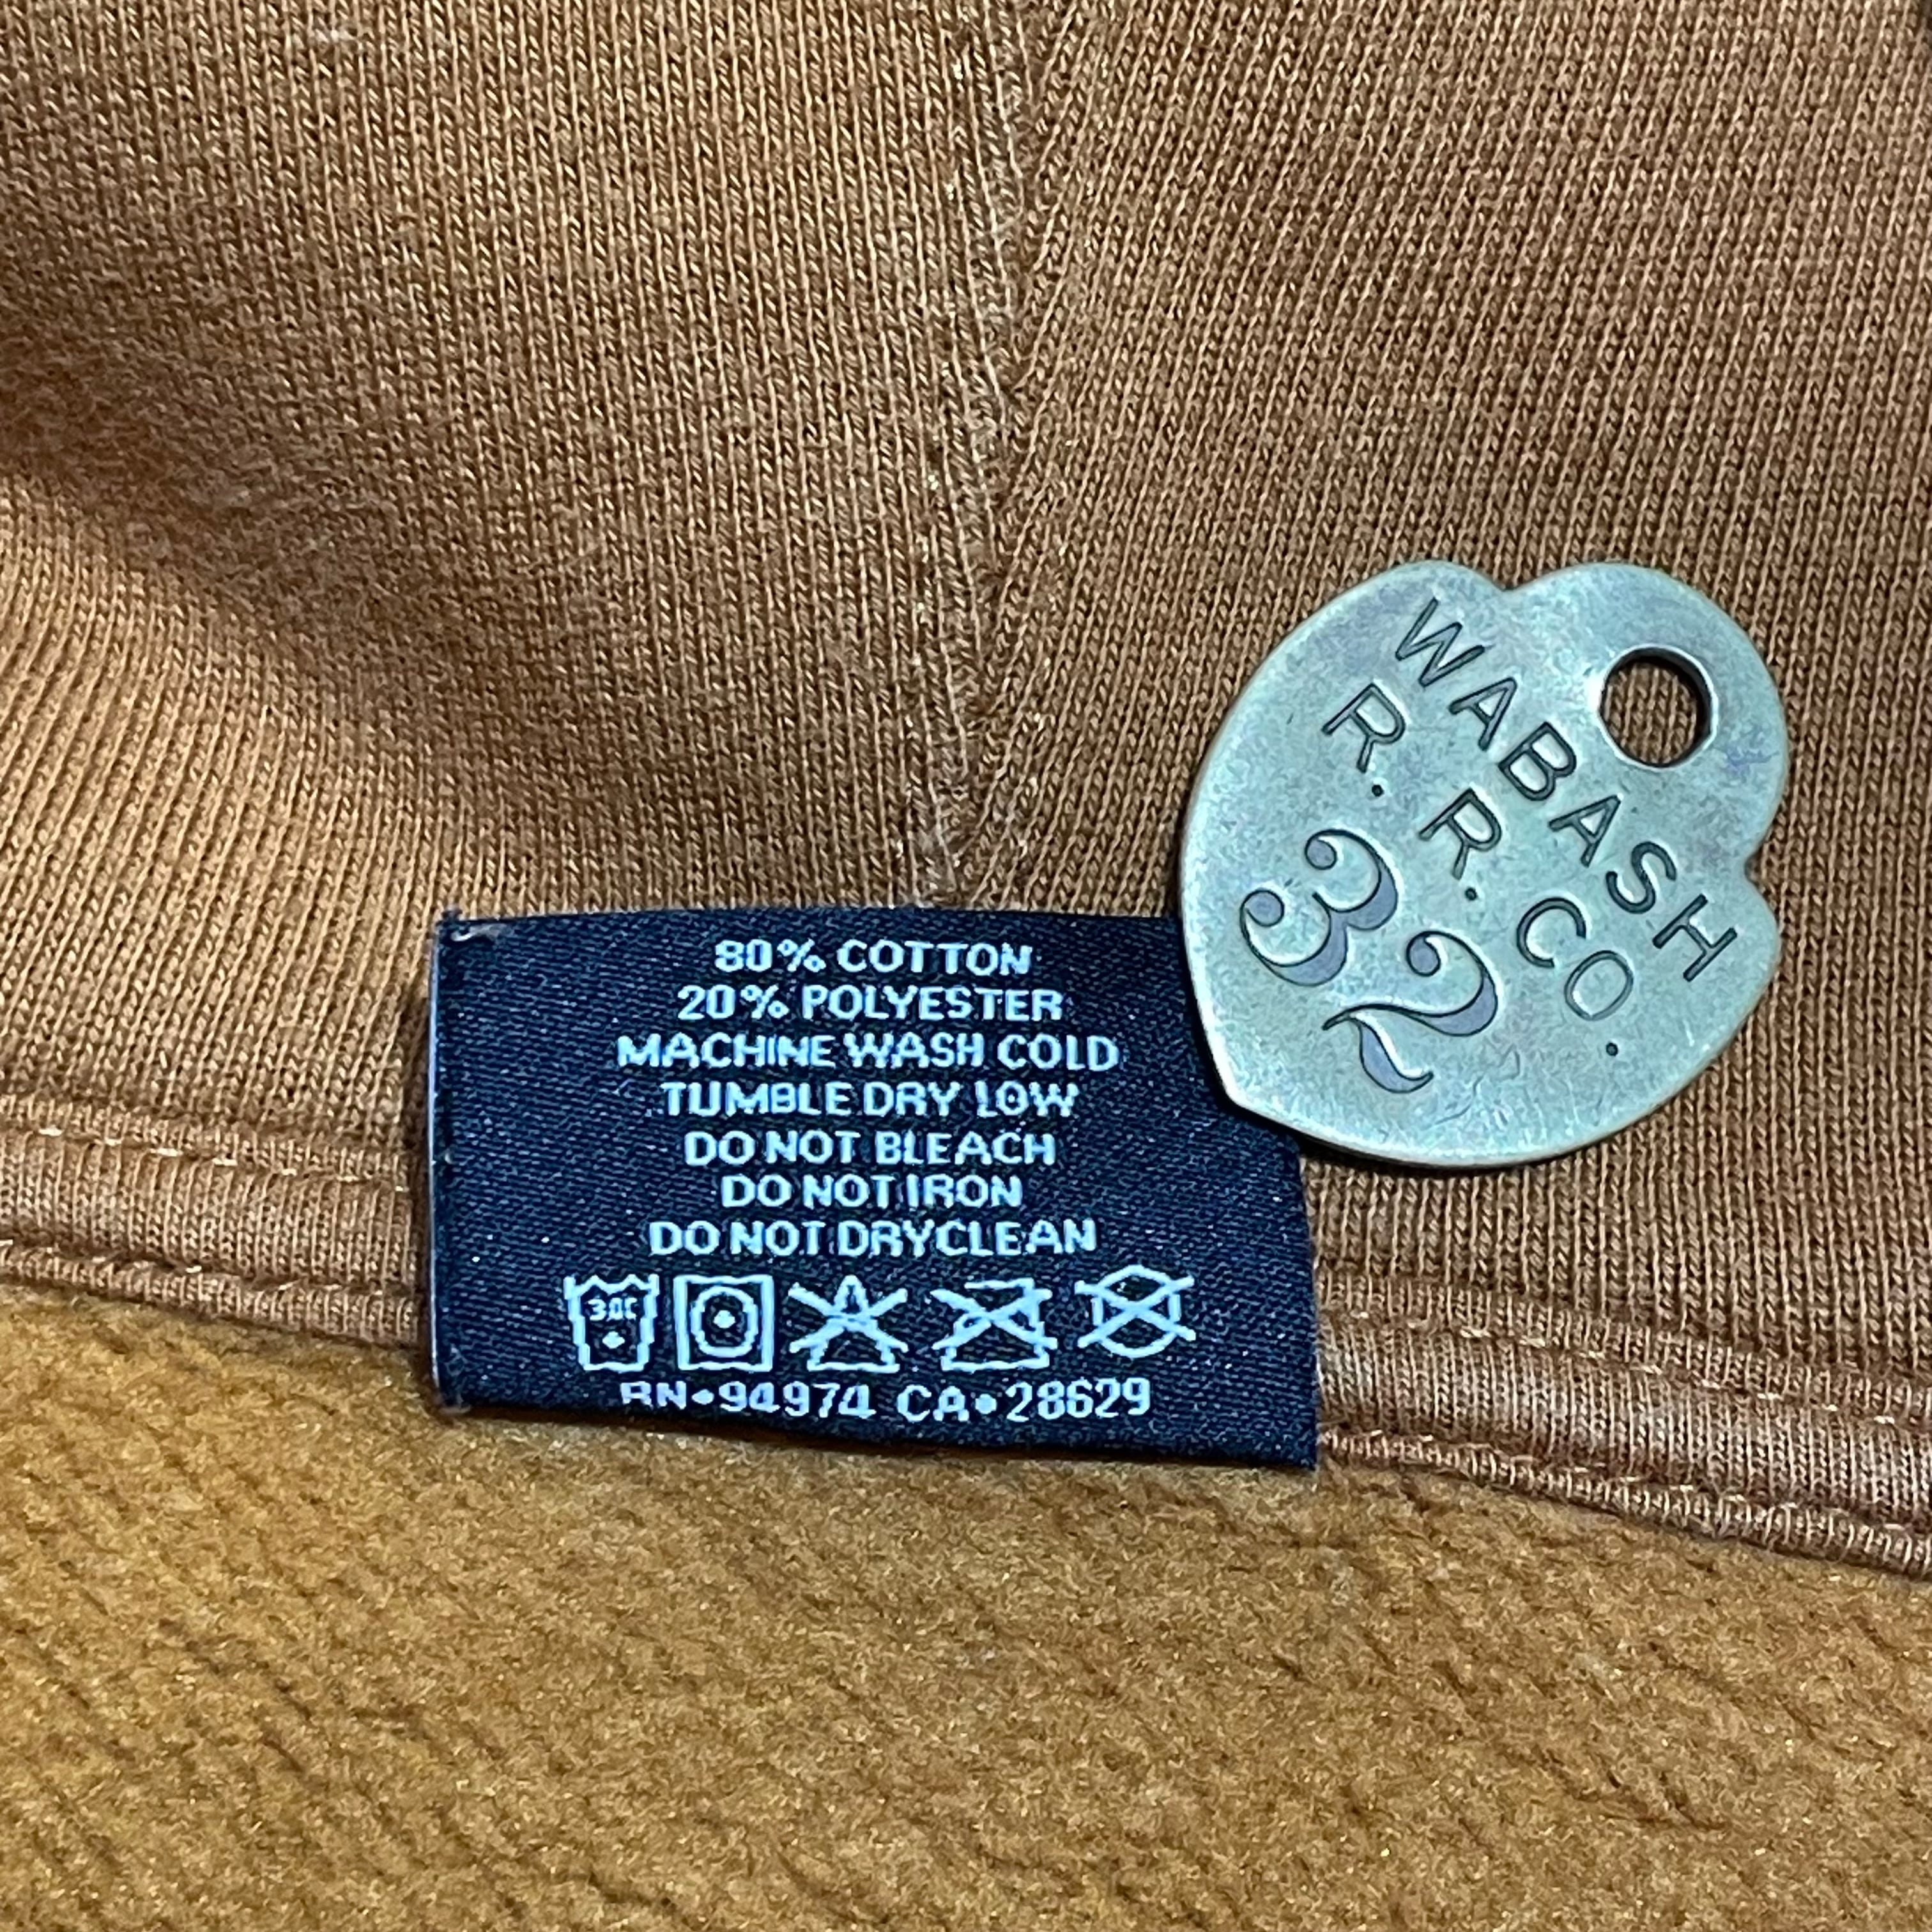 80% COTTON
20% POLYESTER
MACHINE WASH COLD
TUMBLE DRY LOW
DO NOT BLEACH
DO NOT IRON
DO NOT DRYCLEAN
30C
RN•94974 CA•28629
WABASH
R. R. CO.
32